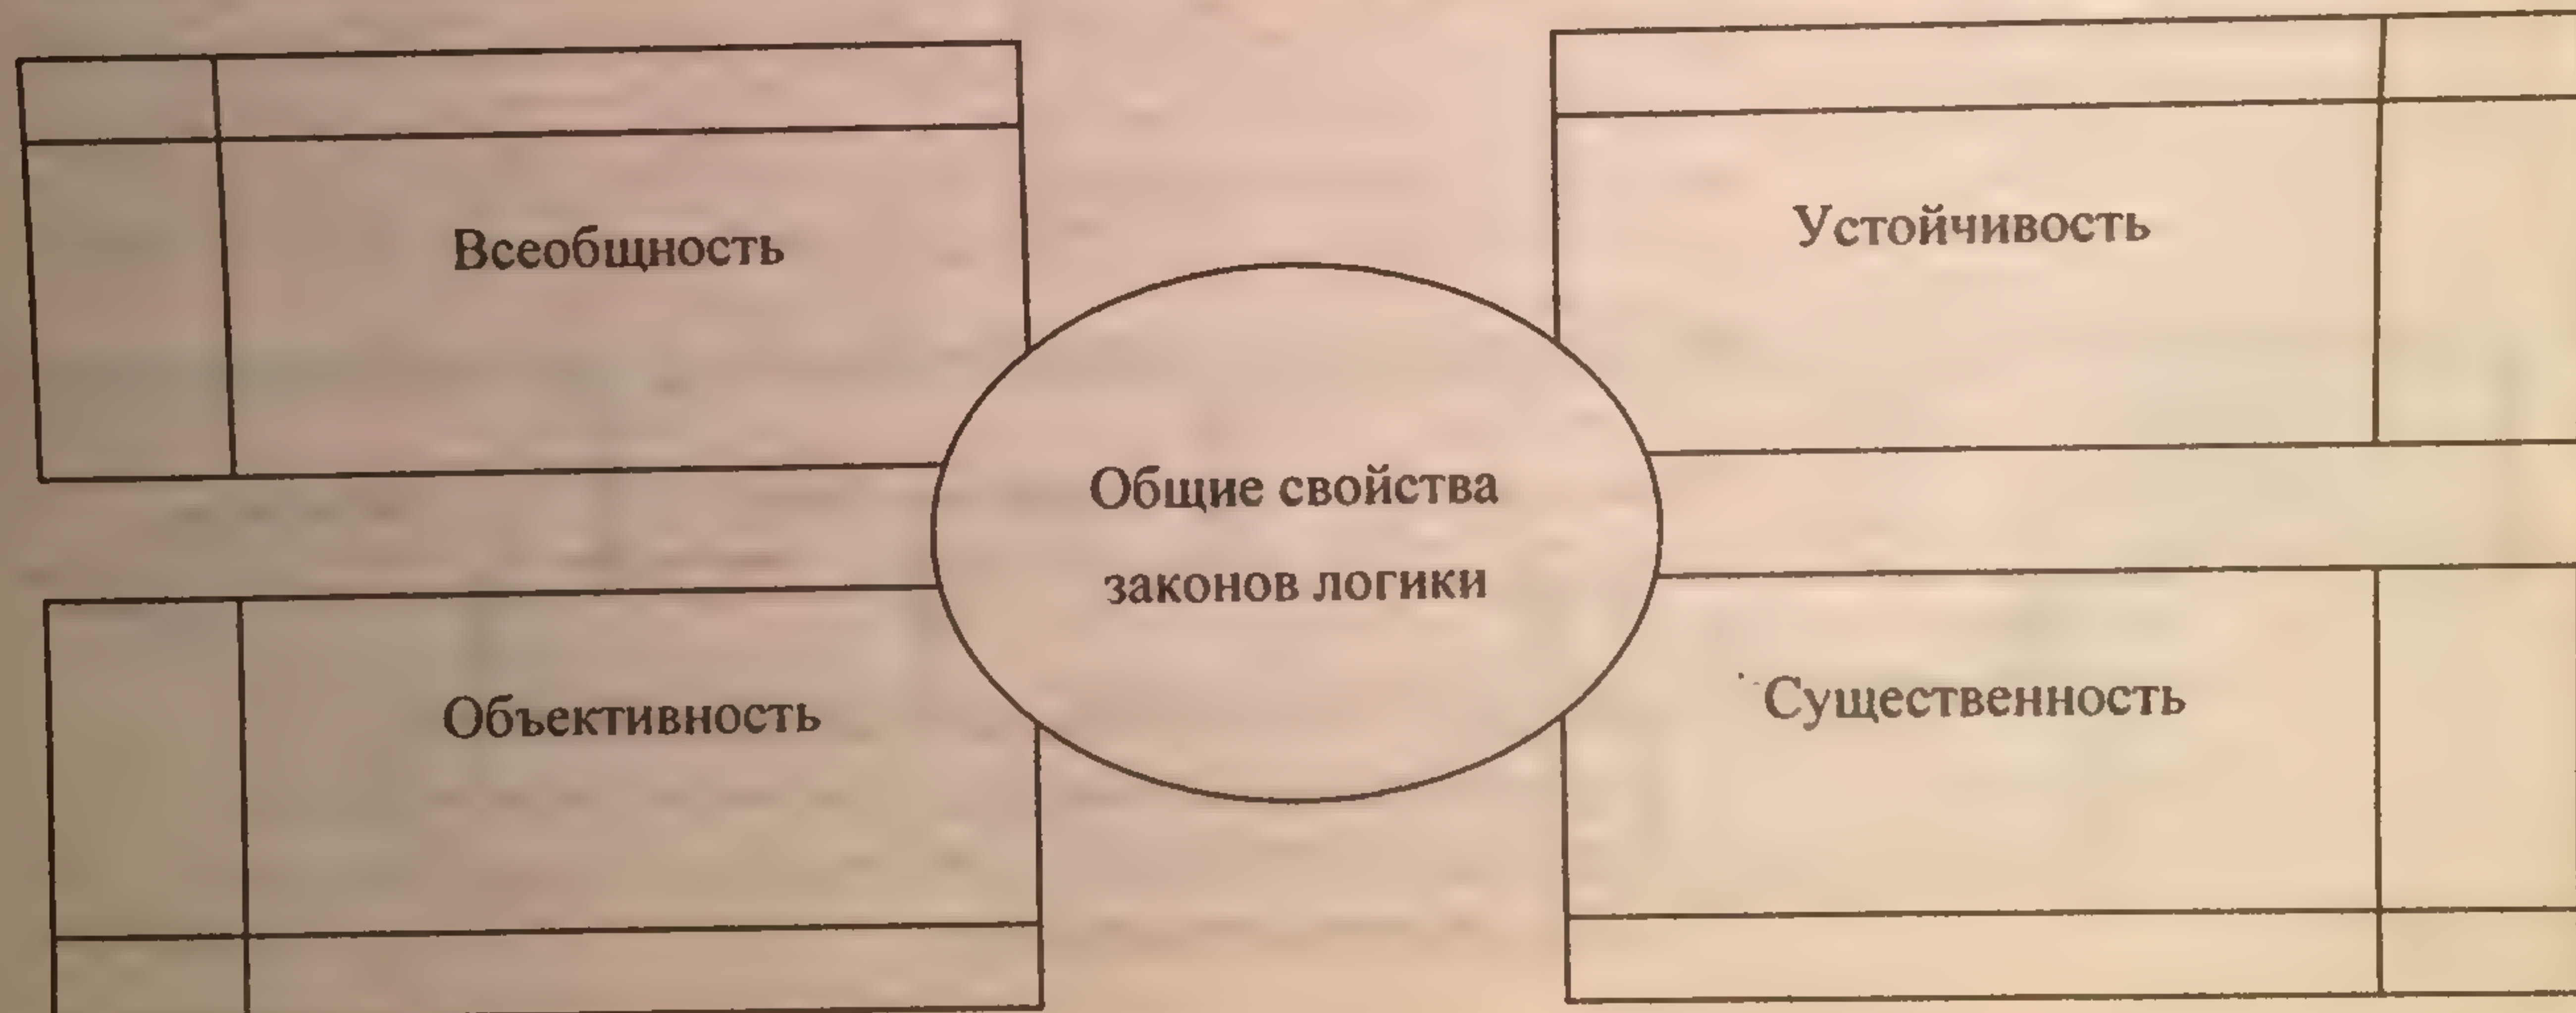 Всеобщность
Устойчивость
Общие свойства
законов логики
Объективность
Существенность